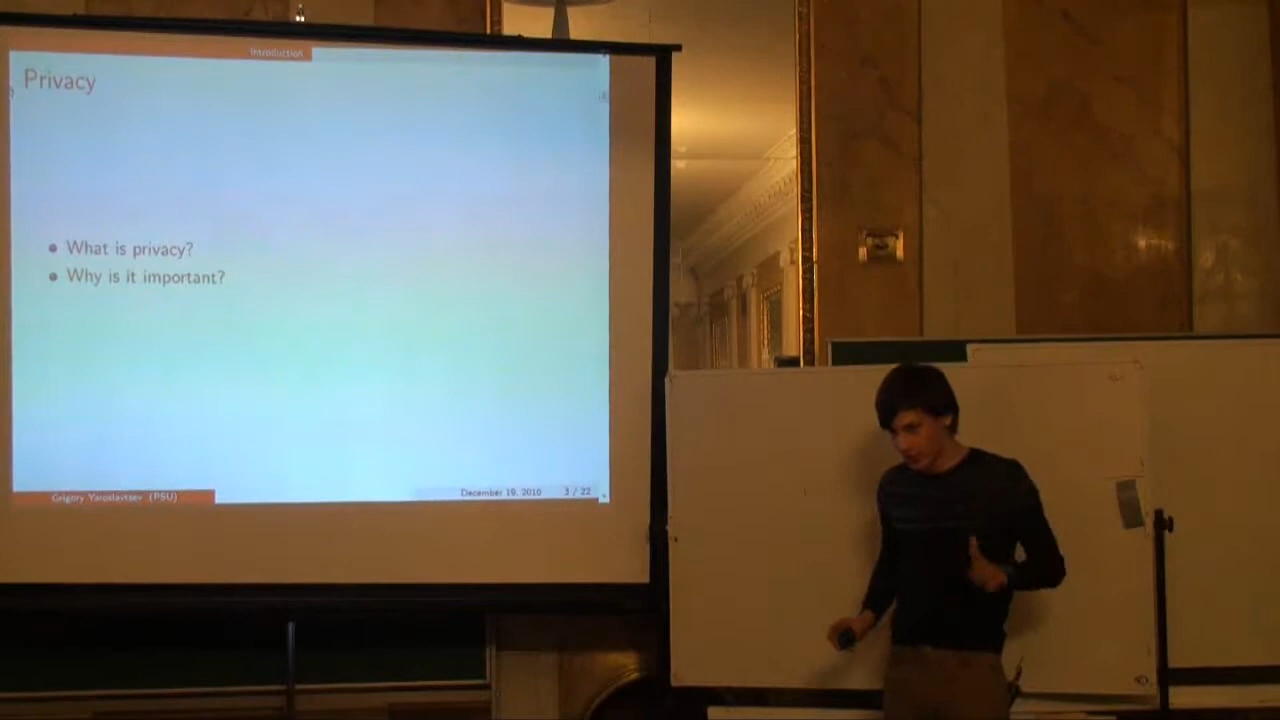 Introduction
Privacy
What is privacy?
Why is it important?
Grigory Yaroslavtsev (PSU)
December 19, 2010
3 / 22